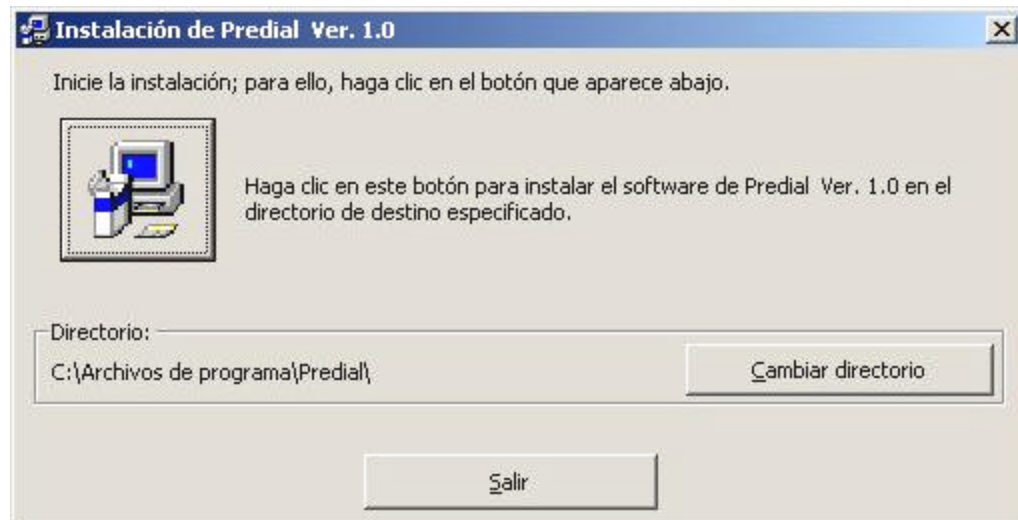 Instalación de Predial Ver. 1.0
Inicie la instalación; para ello, haga clic en el botón que aparece abajo.
Haga clic en este botón para instalar el software de Predial Ver. 1.0 en el
directorio de destino especificado.
Directorio:
C:\Archivos de programa\Predial\
Cambiar directorio
Salir